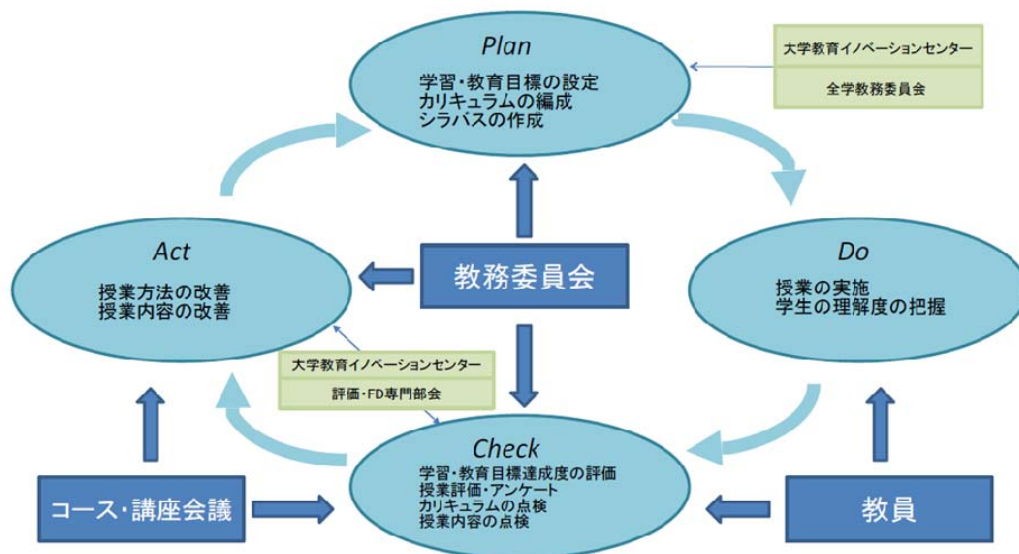 Plan
学習・教育目標の設定
カリキュラムの編成
シラバスの作成
大学教育イノベーションセンター
全学教務委員会
Act
授業方法の改善
授業内容の改善
教務委員会
Do
授業の実施
学生の理解度の把握
大学教育イノベーションセンター
評価・FD専門部会
Check
学習・教育目標達成度の評価
授業評価・アンケート
カリキュラムの点検
授業内容の点検
コース・講座会議
教員